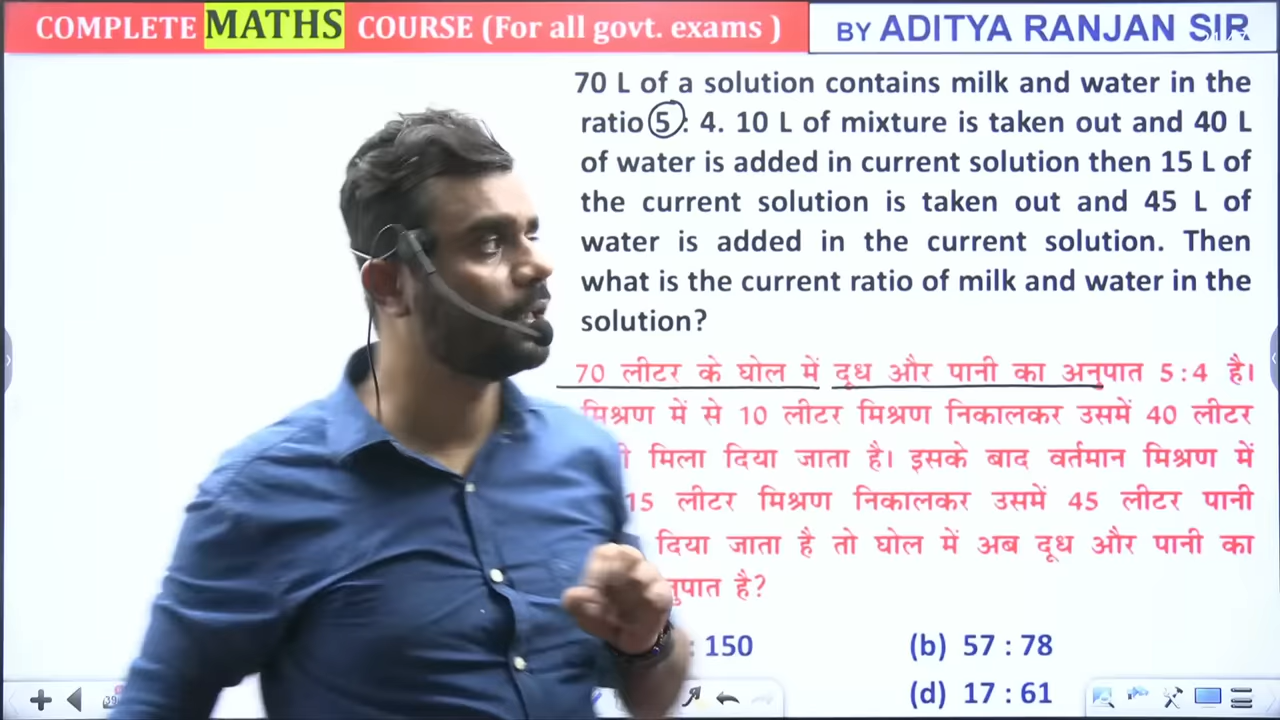 COMPLETE MATHS COURSE (For all govt. exams )
BY ADITYA RANJAN SIR
70 L of a solution contains milk and water in the
ratio 5 : 4. 10 L of mixture is taken out and 40 L
of water is added in current solution then 15 L of
the current solution is taken out and 45 L of
water is added in the current solution. Then
what is the current ratio of milk and water in the
solution?
70 लीटर के घोल में दूध और पानी का अनुपात 5 : 4 है।
मिश्रण में से 10 लीटर मिश्रण निकालकर उसमें 40 लीटर
मिला दिया जाता है। इसके बाद वर्तमान मिश्रण में
15 लीटर मिश्रण निकालकर उसमें 45 लीटर पानी
दिया जाता है तो घोल में अब दूध और पानी का
है?
: 150
(b) 57 : 78
(d) 17 : 61